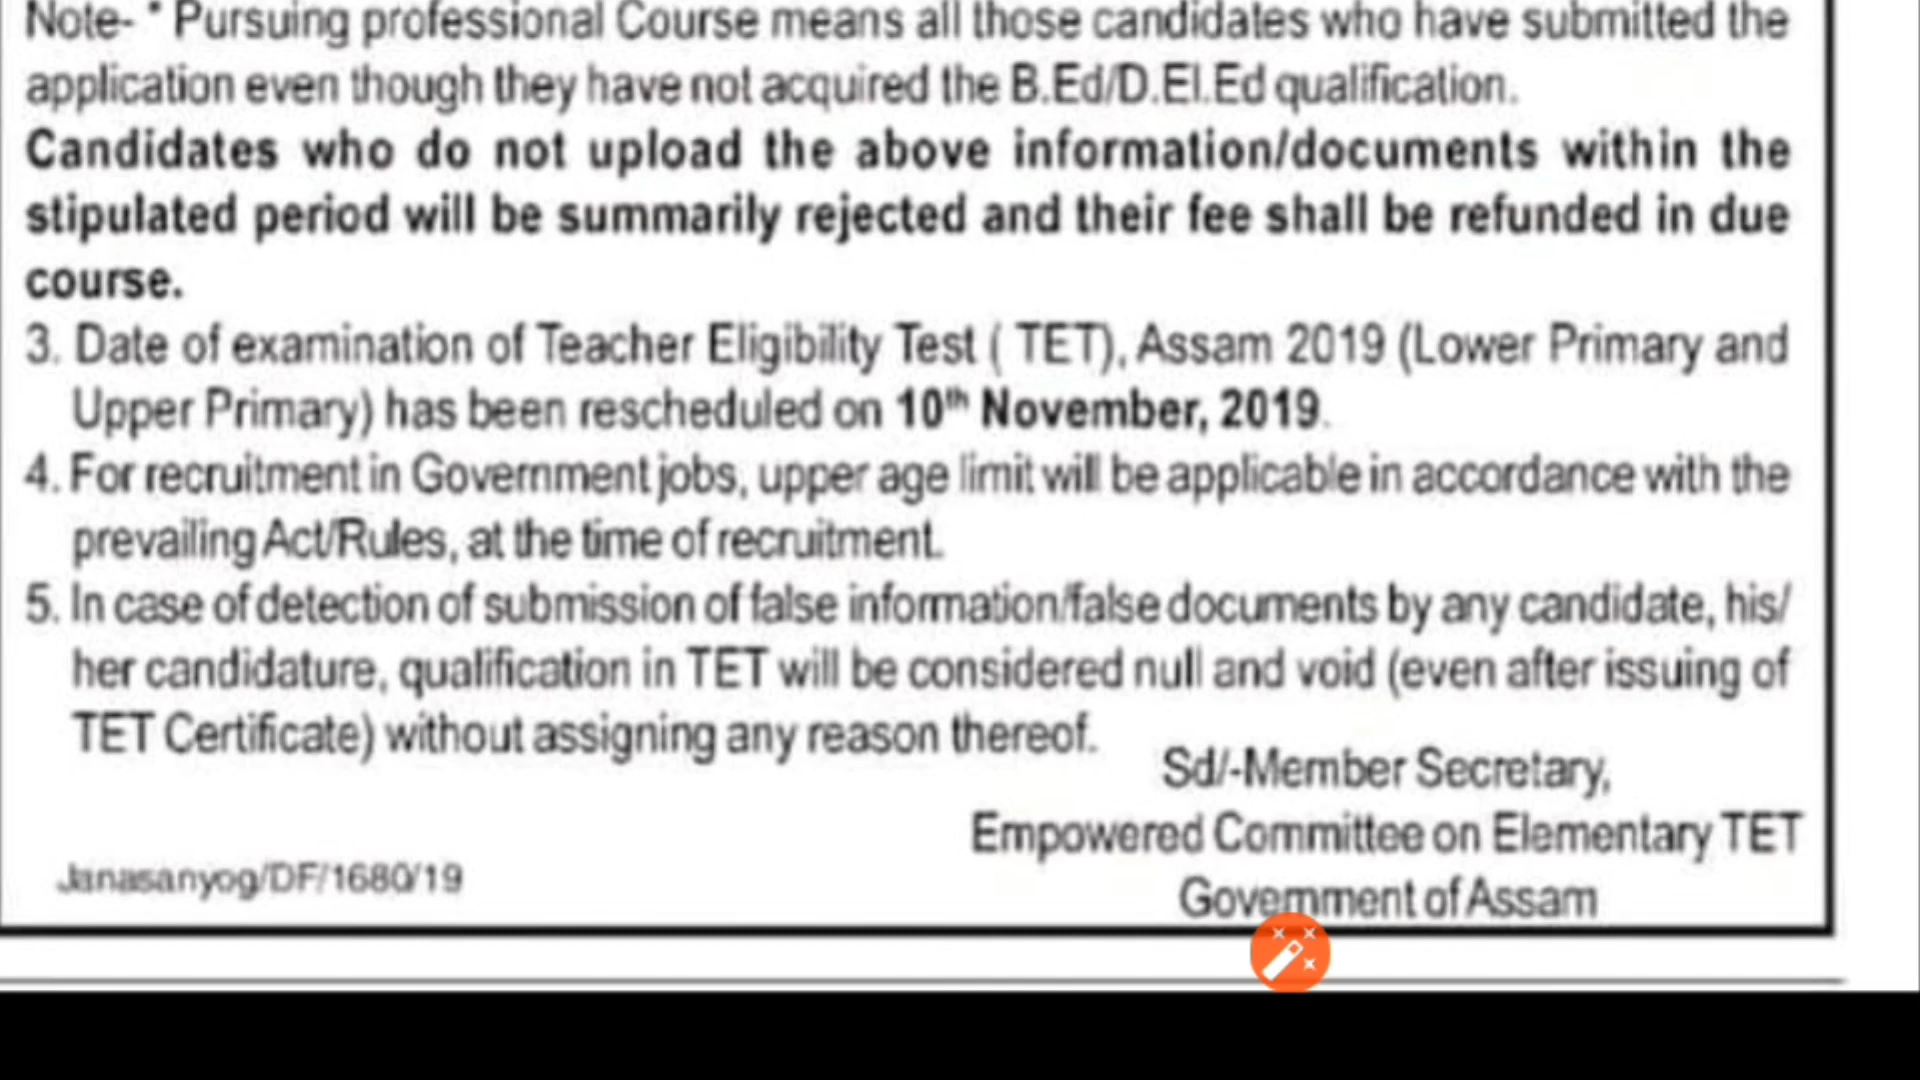 Note- * Pursuing professional Course means all those candidates who have submitted the
application even though they have not acquired the B.Ed/D.El.Ed qualification.
Candidates who do not upload the above information/documents within the
stipulated period will be summarily rejected and their fee shall be refunded in due
course.
3. Date of examination of Teacher Eligibility Test ( TET), Assam 2019 (Lower Primary and
Upper Primary) has been rescheduled on 10th November, 2019.
4. For recruitment in Government jobs, upper age limit will be applicable in accordance with the
prevailing Act/Rules, at the time of recruitment.
5. In case of detection of submission of false information/false documents by any candidate, his/
her candidature, qualification in TET will be considered null and void (even after issuing of
TET Certificate) without assigning any reason thereof.
Sd/-Member Secretary,
Empowered Committee on Elementary TET
Janasanyog/DF/1680/19
Government of Assam